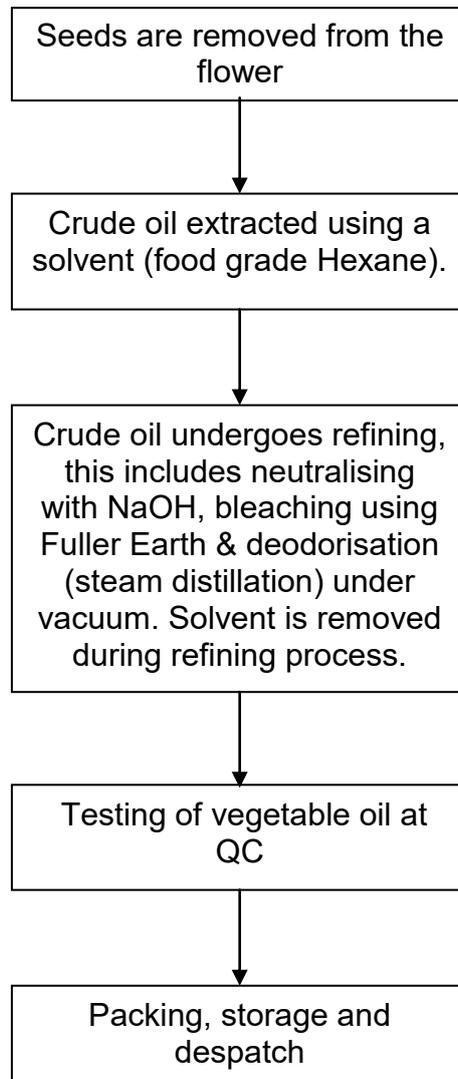 Seeds are removed from the
flower
Crude oil extracted using a
solvent (food grade Hexane).
Crude oil undergoes refining,
this includes neutralising
with NaOH, bleaching using
Fuller Earth & deodorisation
(steam distillation) under
vacuum. Solvent is removed
during refining process.
Testing of vegetable oil at
QC
Packing, storage and
despatch